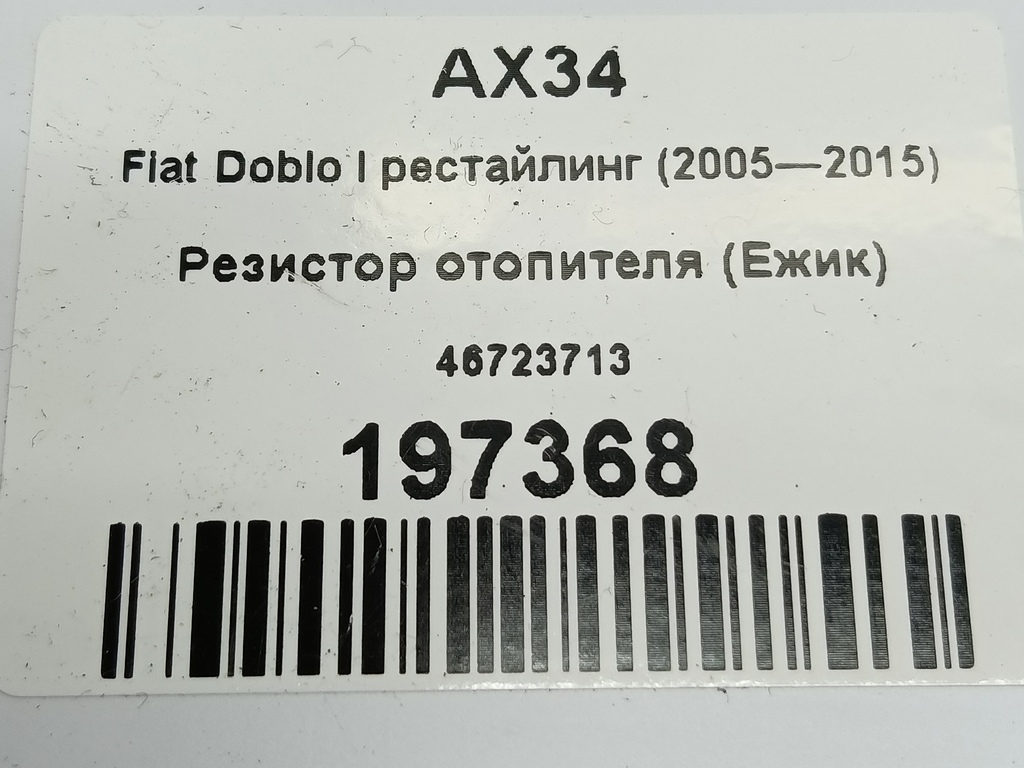 AX34
Fiat Doblo I рестайлинг (2005—2015)
Резистор отопителя (Ежик)
46723713
197368